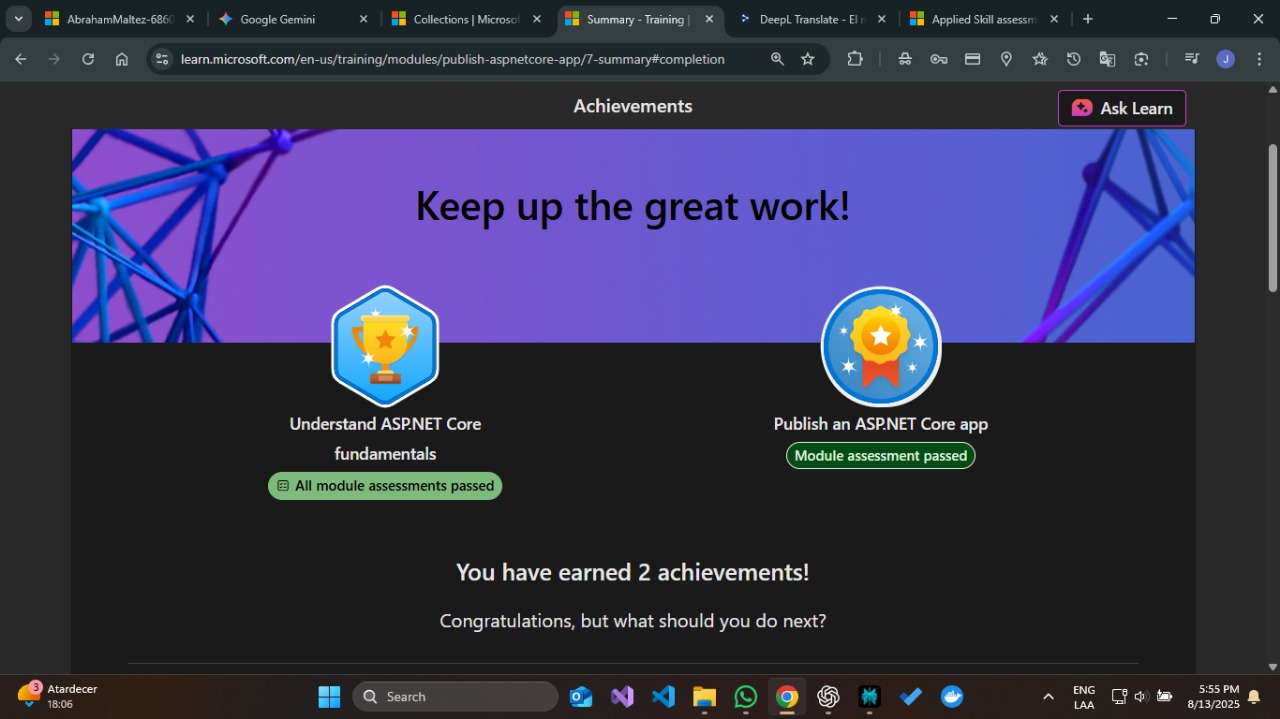 AbrahamMaltez-6860
Google Gemini
Collections | Microsof
Summary - Training |
DeepL Translate - El m
Applied Skill assessm
learn.microsoft.com/en-us/training/modules/publish-aspnetcore-app/7-summary#completion
J
Achievements
Ask Learn
Keep up the great work!
Understand ASP.NET Core
fundamentals
All module assessments passed
Publish an ASP.NET Core app
Module assessment passed
You have earned 2 achievements!
Congratulations, but what should you do next?
3
Atardecer
18:06
Search
ENG
LAA
5:55 PM
8/13/2025